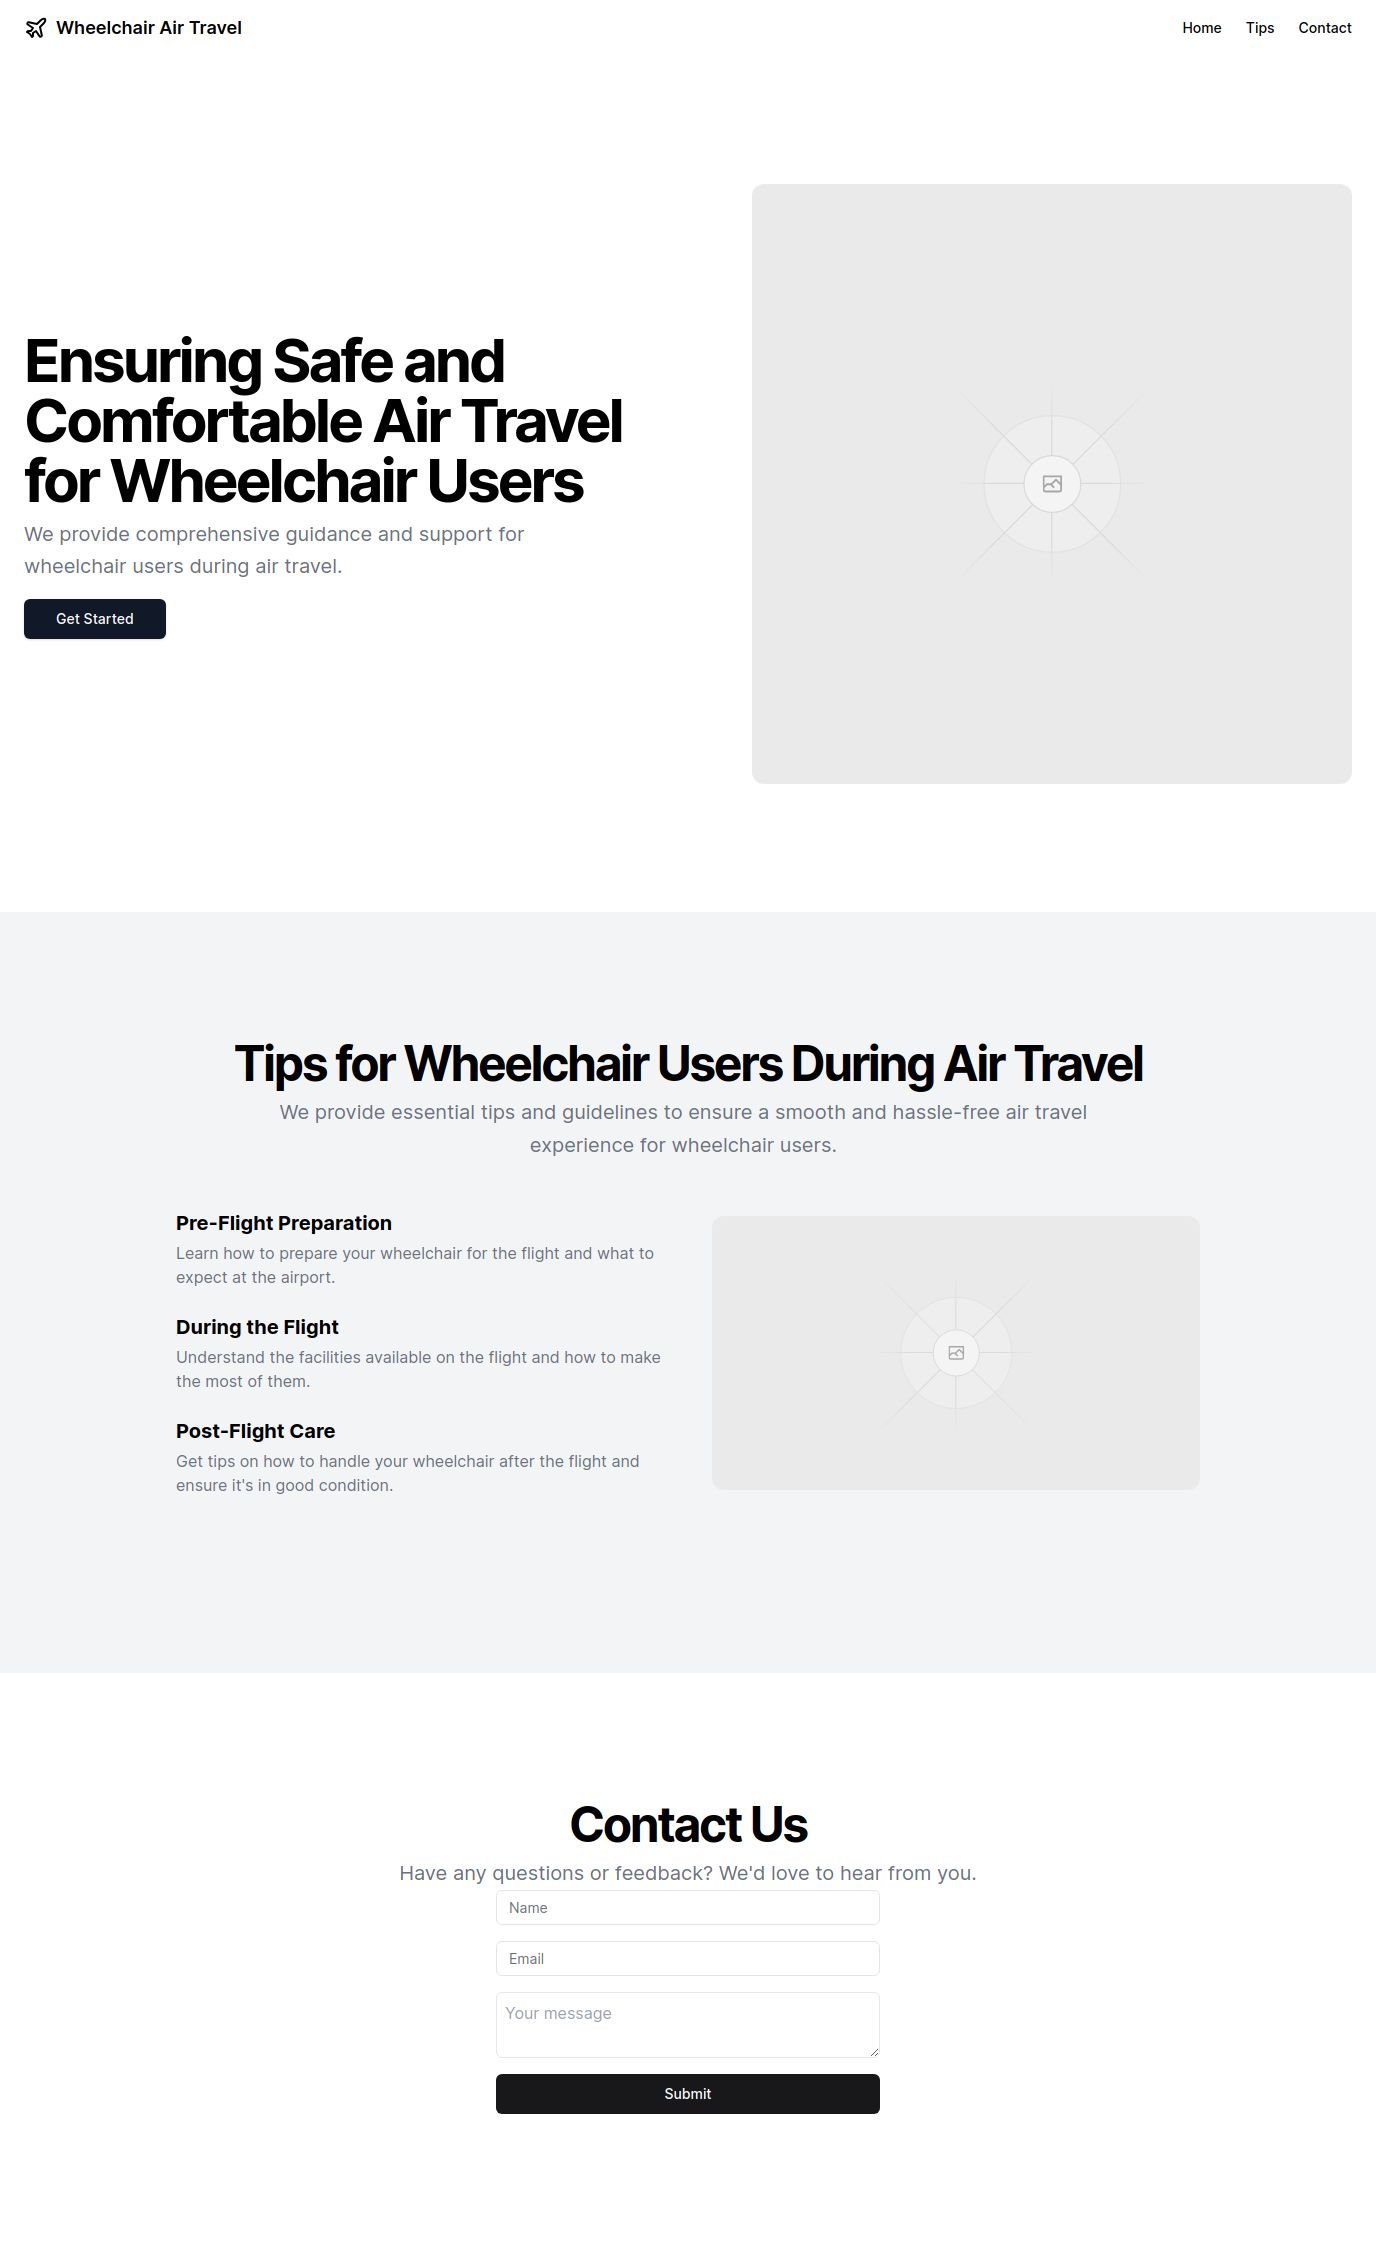 Wheelchair Air Travel
Home
Tips
Contact
Ensuring Safe and
Comfortable Air Travel
for Wheelchair Users
We provide comprehensive guidance and support for
wheelchair users during air travel.
Get Started
Tips for Wheelchair Users During Air Travel
We provide essential tips and guidelines to ensure a smooth and hassle-free air travel
experience for wheelchair users.
Pre-Flight Preparation
Learn how to prepare your wheelchair for the flight and what to
expect at the airport.
During the Flight
Understand the facilities available on the flight and how to make
the most of them.
Post-Flight Care
Get tips on how to handle your wheelchair after the flight and
ensure it's in good condition.
Contact Us
Have any questions or feedback? We'd love to hear from you.
Name
Email
Your message
Submit